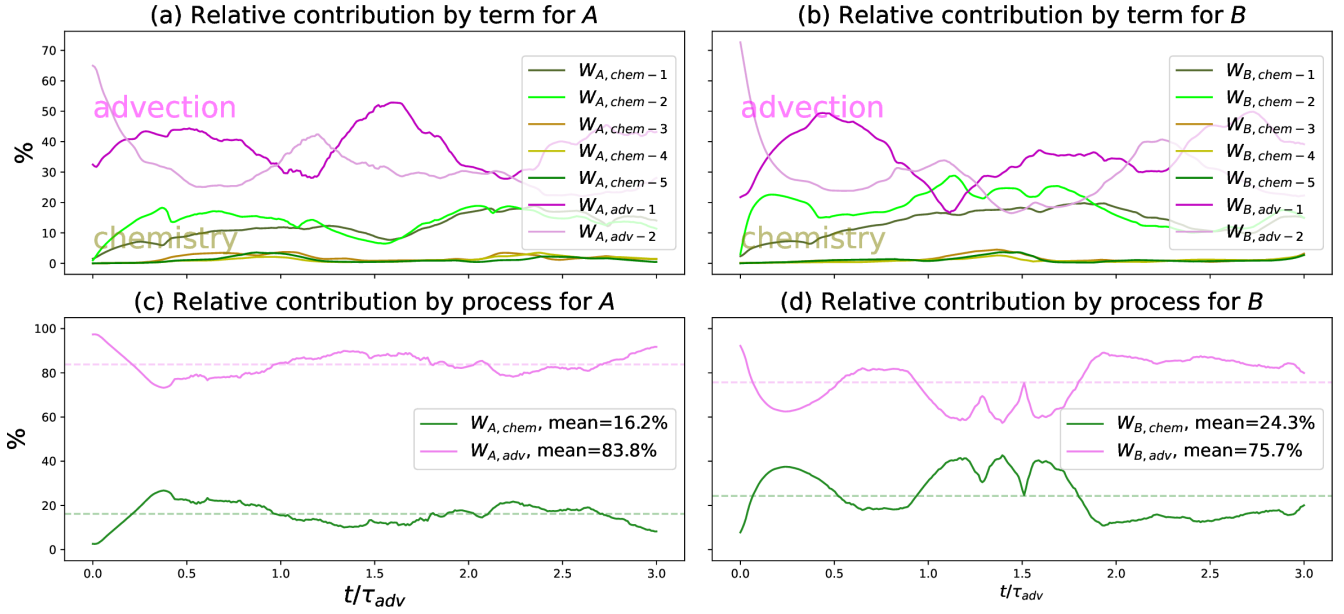 (a) Relative contribution by term for A
70
60
50
40
30
20
10
0
%
advection
chemistry
W_{A,chem−1}
W_{A,chem−2}
W_{A,chem−3}
W_{A,chem−4}
W_{A,chem−5}
W_{A,adv−1}
W_{A,adv−2}
(b) Relative contribution by term for B
advection
chemistry
W_{B,chem−1}
W_{B,chem−2}
W_{B,chem−3}
W_{B,chem−4}
W_{B,chem−5}
W_{B,adv−1}
W_{B,adv−2}
(c) Relative contribution by process for A
100
80
60
40
20
0
%
W_{A,chem}, mean=16.2%
W_{A,adv}, mean=83.8%
0.0 0.5 1.0 1.5 2.0 2.5 3.0
t/τ_{adv}
(d) Relative contribution by process for B
W_{B,chem}, mean=24.3%
W_{B,adv}, mean=75.7%
0.0 0.5 1.0 1.5 2.0 2.5 3.0
t/τ_{adv}